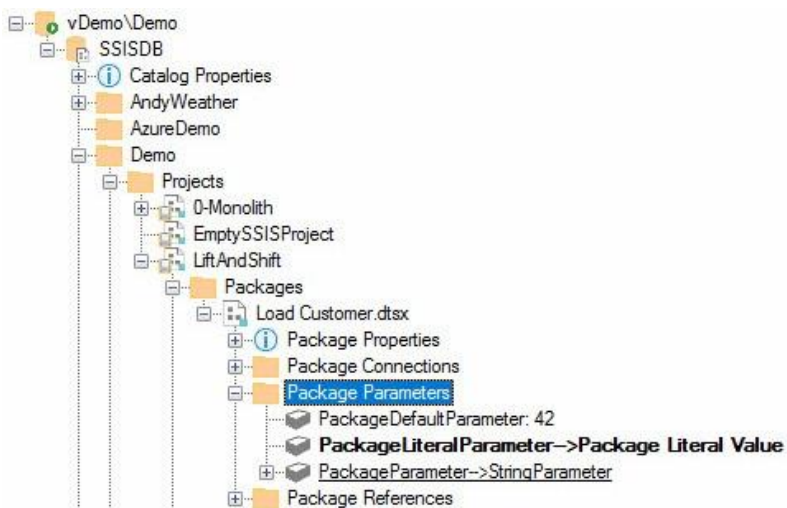 vDemo\Demo
SSISDB
Catalog Properties
AndyWeather
AzureDemo
Demo
Projects
0-Monolith
EmptySSISProject
LiftAndShift
Packages
Load Customer.dtsx
Package Properties
Package Connections
Package Parameters
PackageDefaultParameter: 42
PackageLiteralParameter-->Package Literal Value
PackageParameter-->StringParameter
Package References